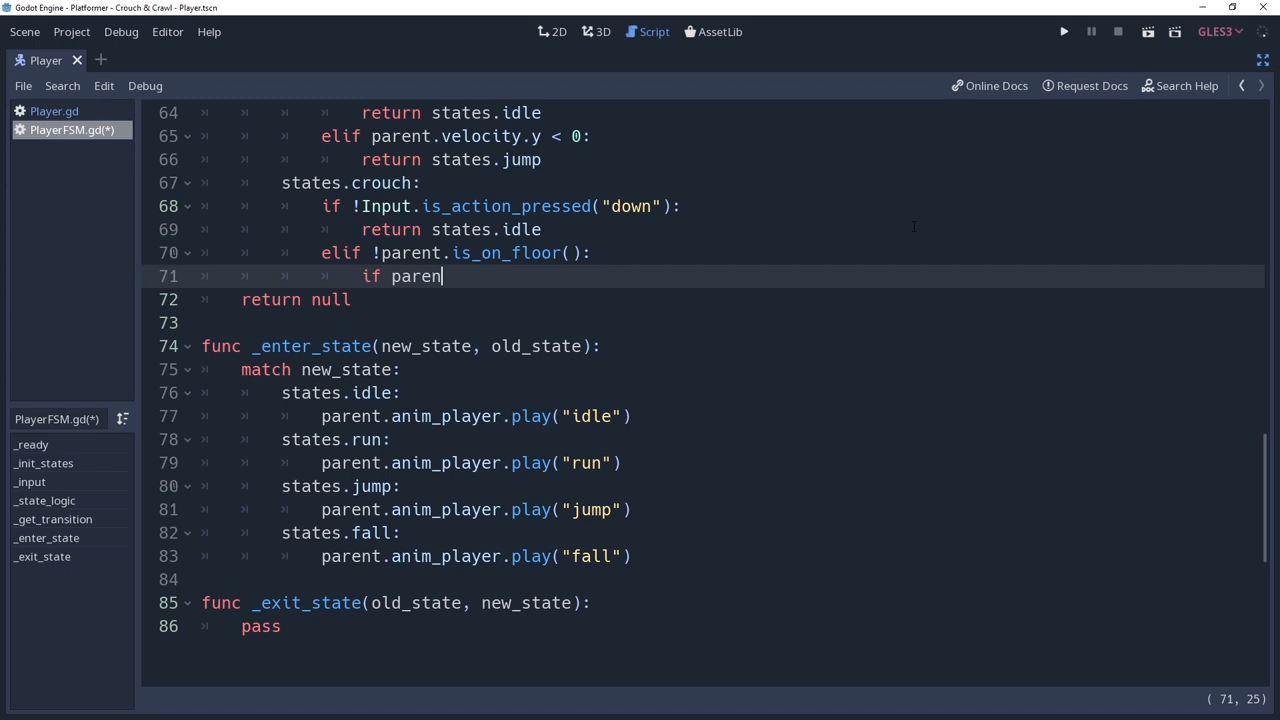 Godot Engine - Platformer - Crouch & Crawl - Player.tscn
Scene Project Debug Editor Help 2D 3D Script AssetLib GLES3
Player
File Search Edit Debug Online Docs Request Docs Search Help
Player.gd
PlayerFSM.gd(*)
PlayerFSM.gd(*)
_ready
_init_states
_input
_state_logic
_get_transition
_enter_state
_exit_state
64 return states.idle
65 elif parent.velocity.y < 0:
66 return states.jump
67 states.crouch:
68 if !Input.is_action_pressed("down"):
69 return states.idle
70 elif !parent.is_on_floor():
71 if paren
72 return null
73
74 func _enter_state(new_state, old_state):
75 match new_state:
76 states.idle:
77 parent.anim_player.play("idle")
78 states.run:
79 parent.anim_player.play("run")
80 states.jump:
81 parent.anim_player.play("jump")
82 states.fall:
83 parent.anim_player.play("fall")
84
85 func _exit_state(old_state, new_state):
86 pass
( 71, 25)